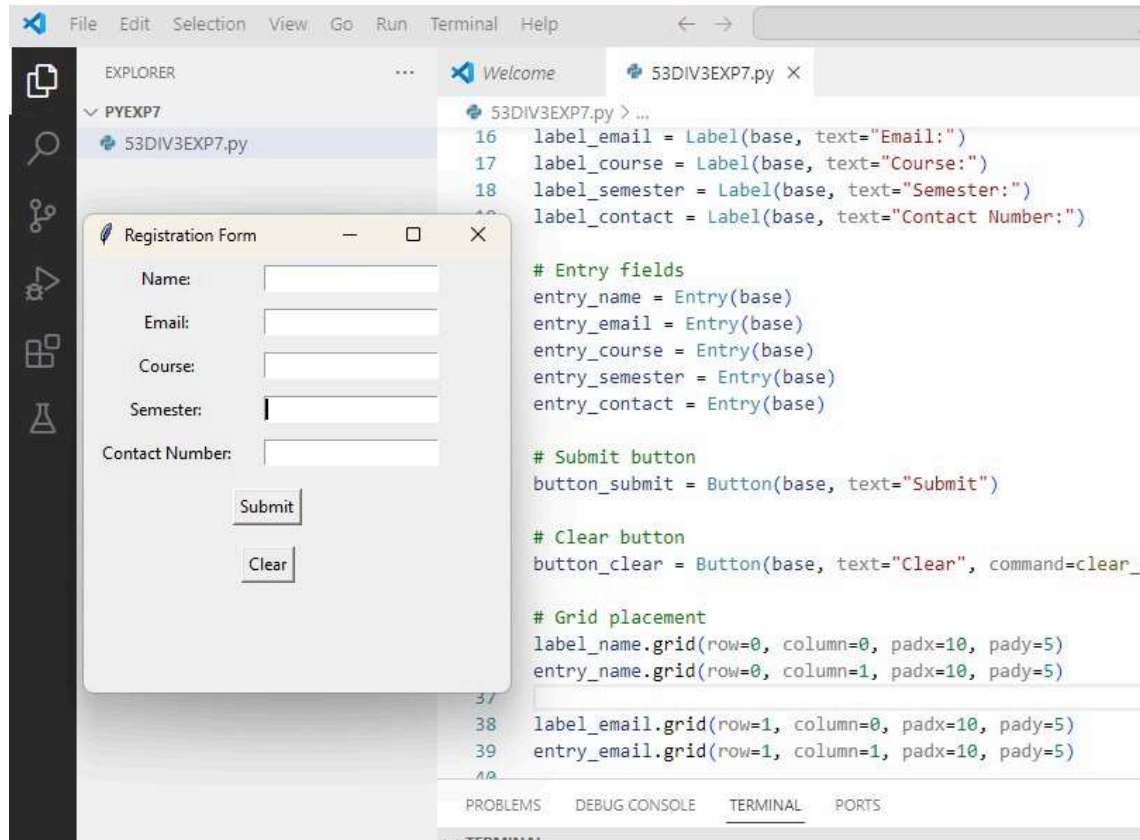 File Edit Selection View Go Run Terminal Help
EXPLORER
PYEXP7
53DIV3EXP7.py
Welcome
53DIV3EXP7.py
53DIV3EXP7.py > ...
16 label_email = Label(base, text="Email:")
17 label_course = Label(base, text="Course:")
18 label_semester = Label(base, text="Semester:")
label_contact = Label(base, text="Contact Number:")
# Entry fields
entry_name = Entry(base)
entry_email = Entry(base)
entry_course = Entry(base)
entry_semester = Entry(base)
entry_contact = Entry(base)
# Submit button
button_submit = Button(base, text="Submit")
# Clear button
button_clear = Button(base, text="Clear", command=clear_
# Grid placement
label_name.grid(row=0, column=0, padx=10, pady=5)
entry_name.grid(row=0, column=1, padx=10, pady=5)
37
38 label_email.grid(row=1, column=0, padx=10, pady=5)
39 entry_email.grid(row=1, column=1, padx=10, pady=5)
Registration Form
Name:
Email:
Course:
Semester:
Contact Number:
Submit
Clear
PROBLEMS DEBUG CONSOLE TERMINAL PORTS